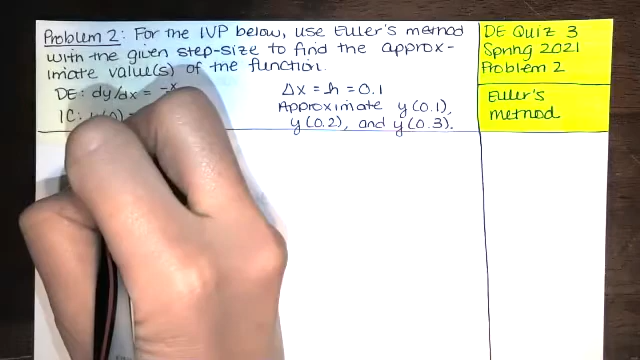 Problem 2: For the IVP below, use Euler's method
with the given step-size to find the approx-
imate value(s) of the function.
DE: dy/dx = -x
IC: y(0) =
Δx = h = 0.1
Approximate y(0.1),
y(0.2), and y(0.3).
DE Quiz 3
Spring 2021
Problem 2
Euler's
method